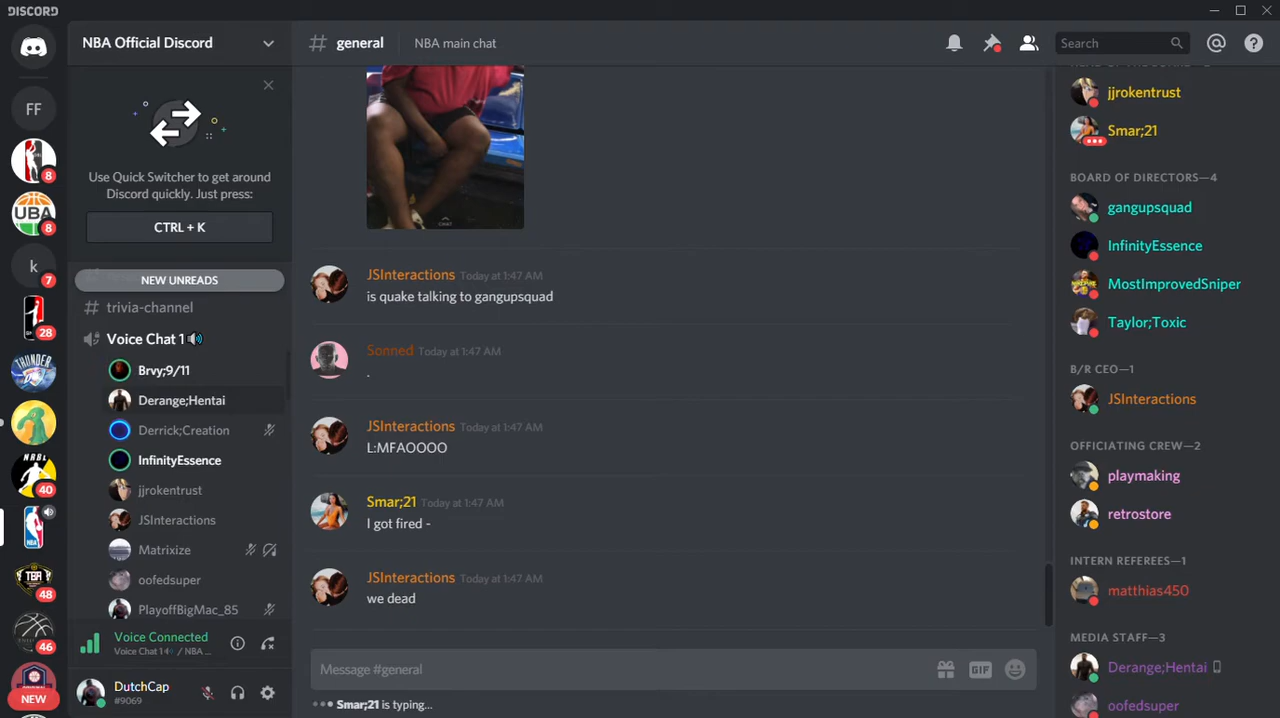 DISCORD
NBA Official Discord
# general
NBA main chat
Search
FF
Use Quick Switcher to get around
Discord quickly. Just press:
CTRL + K
8
UBA
8
k
7
28
NRBL
40
TBA
48
46
NEW
NEW UNREADS
# trivia-channel
Voice Chat 1
Brvy;9/11
Derange;Hentai
Derrick;Creation
InfinityEssence
jjrokentrust
JSInteractions
Matrixize
oofedsuper
PlayoffBigMac_85
Voice Connected
DutchCap
#9069
CHAT
JSInteractions Today at 1:47 AM
is quake talking to gangupsquad
Sonned Today at 1:47 AM
.
JSInteractions Today at 1:47 AM
L:MFAOOOO
Smar;21 Today at 1:47 AM
I got fired -
JSInteractions Today at 1:47 AM
we dead
Message #general
GIF
Smar;21 is typing...
jjrokentrust
Smar;21
BOARD OF DIRECTORS—4
gangupsquad
InfinityEssence
MostImprovedSniper
Taylor;Toxic
B/R CEO—1
JSInteractions
OFFICIATING CREW—2
playmaking
retrostore
INTERN REFEREES—1
matthias450
MEDIA STAFF—3
Derange;Hentai
oofedsuper